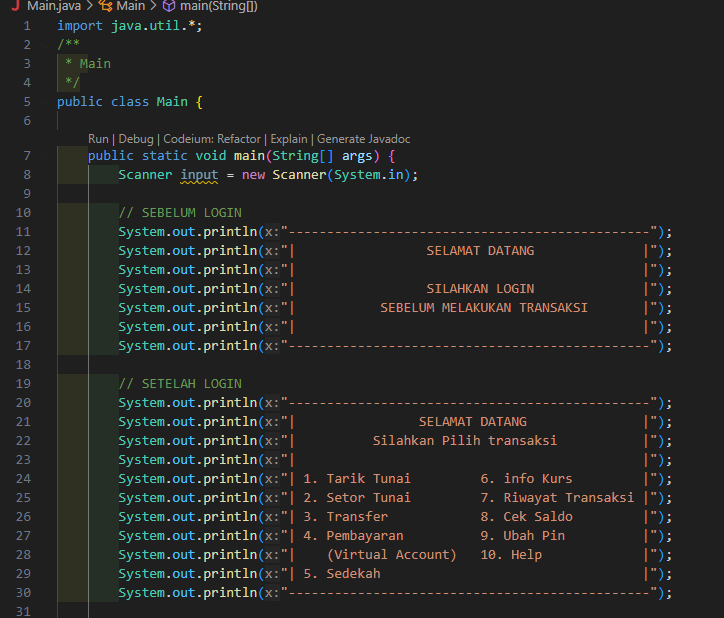 Main.java > Main > main(String[])
1 import java.util.*;
2 /**
3  * Main
4  */
5 public class Main {
6
Run | Debug | Codeium: Refactor | Explain | Generate Javadoc
7     public static void main(String[] args) {
8         Scanner input = new Scanner(System.in);
9
10         // SEBELUM LOGIN
11         System.out.println(x:"-----------------------------------------------");
12         System.out.println(x:"|                 SELAMAT DATANG              |");
13         System.out.println(x:"|                                             |");
14         System.out.println(x:"|                 SILAHKAN LOGIN              |");
15         System.out.println(x:"|           SEBELUM MELAKUKAN TRANSAKSI       |");
16         System.out.println(x:"|                                             |");
17         System.out.println(x:"-----------------------------------------------");
18
19         // SETELAH LOGIN
20         System.out.println(x:"-----------------------------------------------");
21         System.out.println(x:"|                SELAMAT DATANG               |");
22         System.out.println(x:"|          Silahkan Pilih transaksi           |");
23         System.out.println(x:"|                                             |");
24         System.out.println(x:"| 1. Tarik Tunai         6. info Kurs         |");
25         System.out.println(x:"| 2. Setor Tunai         7. Riwayat Transaksi |");
26         System.out.println(x:"| 3. Transfer            8. Cek Saldo         |");
27         System.out.println(x:"| 4. Pembayaran          9. Ubah Pin          |");
28         System.out.println(x:"|    (Virtual Account)   10. Help             |");
29         System.out.println(x:"| 5. Sedekah                                  |");
30         System.out.println(x:"-----------------------------------------------");
31